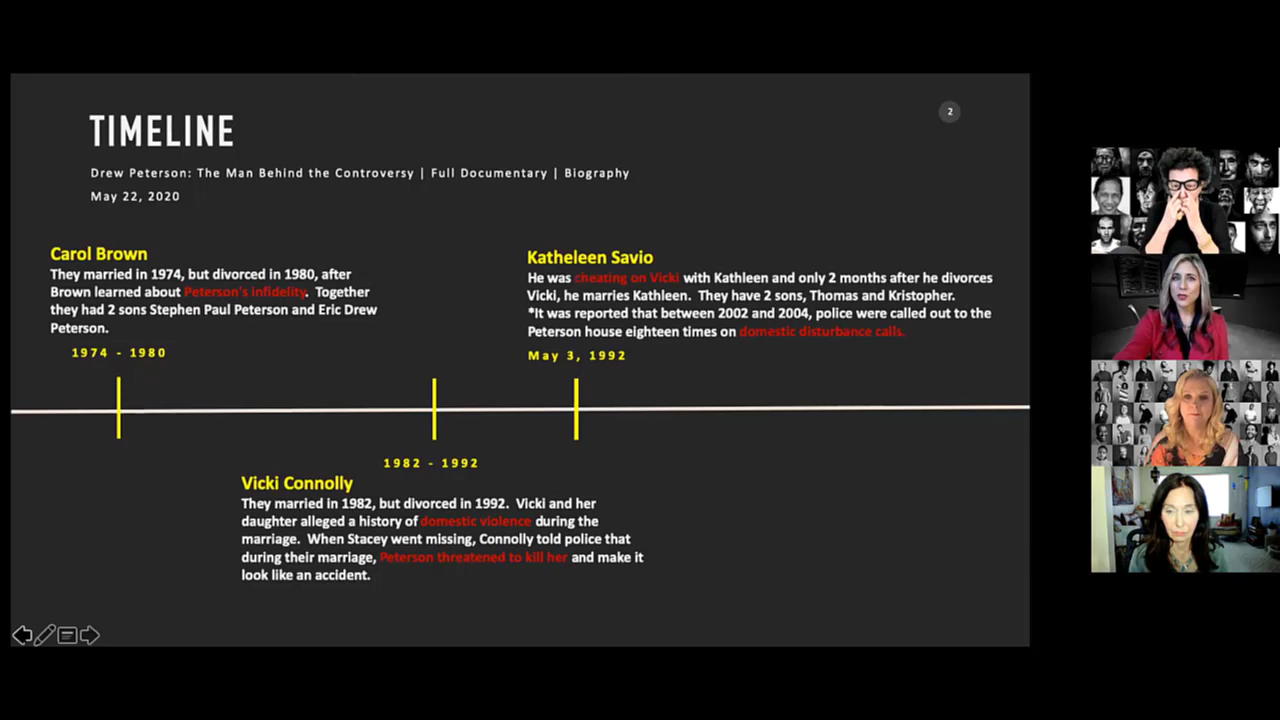 TIMELINE
2
Drew Peterson: The Man Behind the Controversy | Full Documentary | Biography
May 22, 2020
Carol Brown
They married in 1974, but divorced in 1980, after
Brown learned about Peterson's infidelity. Together
they had 2 sons Stephen Paul Peterson and Eric Drew
Peterson.
1974 - 1980
Katheleen Savio
He was cheating on Vicki with Kathleen and only 2 months after he divorces
Vicki, he marries Kathleen. They have 2 sons, Thomas and Kristopher.
*It was reported that between 2002 and 2004, police were called out to the
Peterson house eighteen times on domestic disturbance calls.
May 3, 1992
1982 - 1992
Vicki Connolly
They married in 1982, but divorced in 1992. Vicki and her
daughter alleged a history of domestic violence during the
marriage. When Stacey went missing, Connolly told police that
during their marriage, Peterson threatened to kill her and make it
look like an accident.